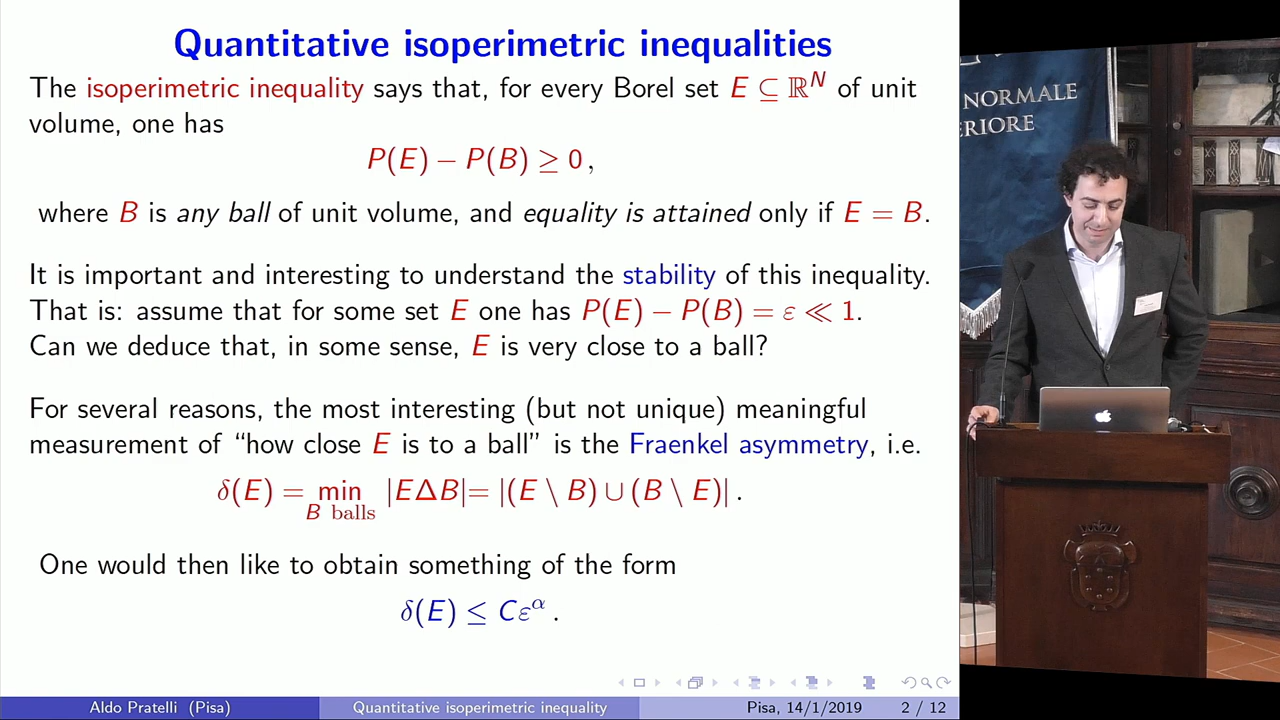 Quantitative isoperimetric inequalities
The isoperimetric inequality says that, for every Borel set E ⊆ ℝᴺ of unit
volume, one has
P(E) − P(B) ≥ 0 ,
where B is any ball of unit volume, and equality is attained only if E = B.
It is important and interesting to understand the stability of this inequality.
That is: assume that for some set E one has P(E) − P(B) = ε ≪ 1.
Can we deduce that, in some sense, E is very close to a ball?
For several reasons, the most interesting (but not unique) meaningful
measurement of “how close E is to a ball” is the Fraenkel asymmetry, i.e.
δ(E) = min |EΔB|= |(E \ B) ∪ (B \ E)| .
B balls
One would then like to obtain something of the form
δ(E) ≤ Cεᵅ .
Aldo Pratelli (Pisa) Quantitative isoperimetric inequality Pisa, 14/1/2019 2 / 12
NORMALE
ERIORE